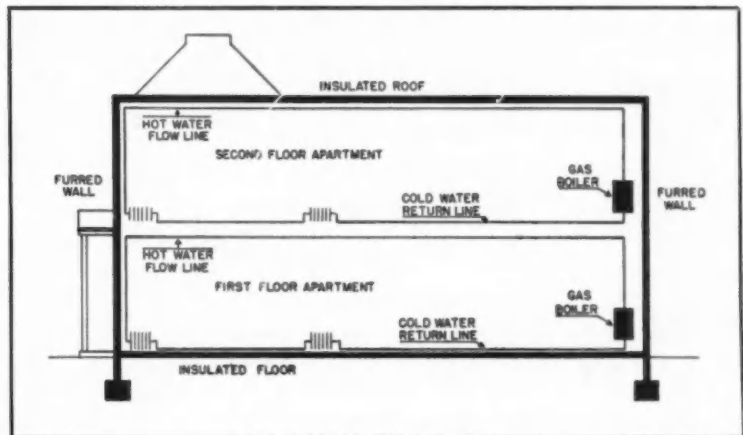 INSULATED ROOF
HOT WATER
FLOW LINE
SECOND FLOOR APARTMENT
GAS
BOILER
FURRED
WALL
FURRED
WALL
COLD WATER
RETURN LINE
HOT WATER
FLOW LINE
FIRST FLOOR APARTMENT
GAS
BOILER
COLD WATER
RETURN LINE
INSULATED FLOOR